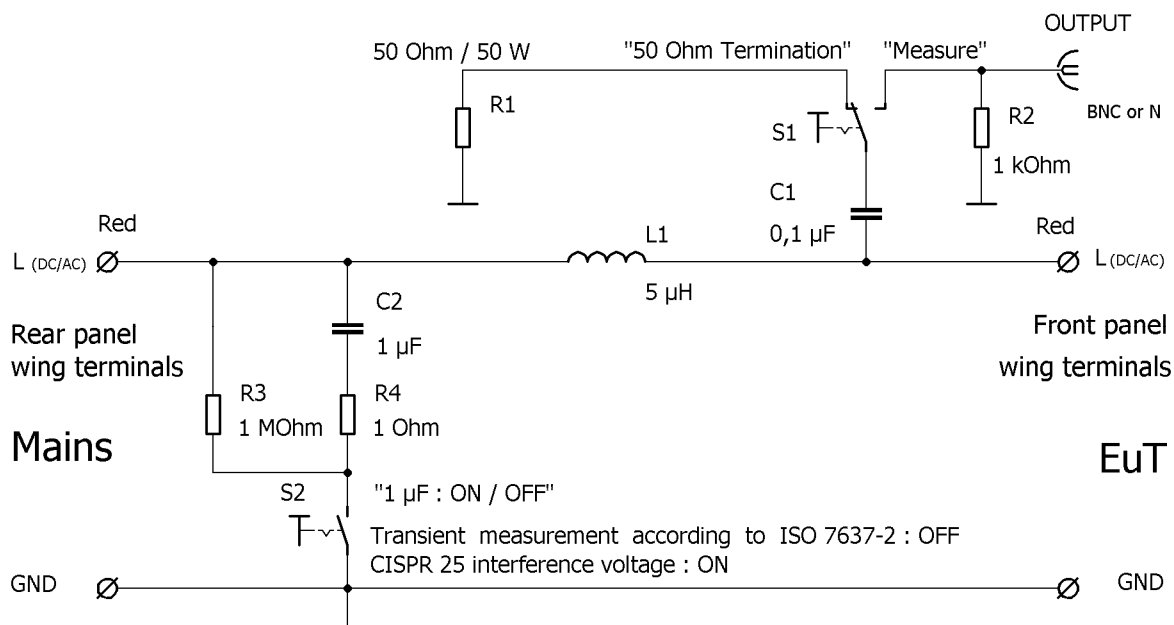 OUTPUT
50 Ohm / 50 W
"50 Ohm Termination"
"Measure"
R1
S1
R2
BNC or N
1 kOhm
C1
0,1 µF
Red
L1
Red
L (DC/AC)
L (DC/AC)
5 µH
C2
1 µF
Rear panel
wing terminals
Front panel
wing terminals
R3
1 MOhm
R4
1 Ohm
Mains
EuT
S2
"1 µF : ON / OFF"
Transient measurement according to ISO 7637-2 : OFF
CISPR 25 interference voltage : ON
GND
GND